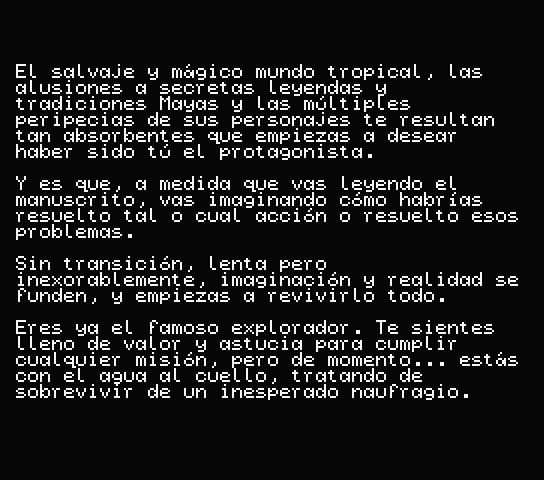 El salvaje y mágico mundo tropical, las
alusiones a secretas leyendas y
tradiciones Mayas y las múltiples
peripecias de sus personajes te resultan
tan absorbentes que empiezas a desear
haber sido tú el protagonista.

Y es que, a medida que vas leyendo el
manuscrito, vas imaginando cómo habrías
resuelto tal o cual acción o resuelto esos
problemas.

Sin transición, lenta pero
inexorablemente, imaginación y realidad se
funden, y empiezas a revivirlo todo.

Eres ya el famoso explorador. Te sientes
lleno de valor y astucia para cumplir
cualquier misión, pero de momento... estás
con el agua al cuello, tratando de
sobrevivir de un inesperado naufragio.